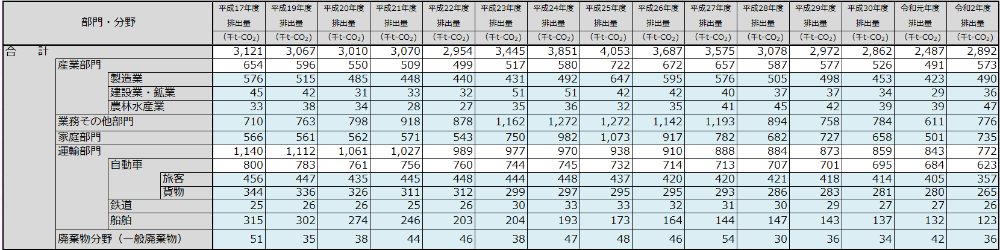 部門・分野 平成17年度 平成19年度 平成20年度 平成21年度 平成22年度 平成23年度 平成24年度 平成25年度 平成26年度 平成27年度 平成28年度 平成29年度 平成30年度 令和元年度 令和2年度
排出量 排出量 排出量 排出量 排出量 排出量 排出量 排出量 排出量 排出量 排出量 排出量 排出量 排出量 排出量
(千t-CO₂) (千t-CO₂) (千t-CO₂) (千t-CO₂) (千t-CO₂) (千t-CO₂) (千t-CO₂) (千t-CO₂) (千t-CO₂) (千t-CO₂) (千t-CO₂) (千t-CO₂) (千t-CO₂) (千t-CO₂) (千t-CO₂)
合 計 3,121 3,067 3,010 3,070 2,954 3,445 3,851 4,053 3,687 3,575 3,078 2,972 2,862 2,487 2,892
産業部門 654 596 550 509 499 517 580 722 672 657 587 577 526 491 573
製造業 576 515 485 448 440 431 492 647 595 576 505 498 453 423 490
建設業・鉱業 45 42 31 33 32 51 51 42 42 40 37 37 34 29 36
農林水産業 33 38 34 28 27 35 36 32 35 41 45 42 39 39 47
業務その他部門 710 763 798 918 878 1,162 1,272 1,272 1,142 1,193 894 758 784 611 776
家庭部門 566 561 562 571 543 750 982 1,073 917 782 682 727 658 501 735
運輸部門 1,140 1,112 1,061 1,027 989 977 970 938 910 888 884 873 859 843 772
自動車 800 783 761 756 760 744 745 732 714 713 707 701 695 684 623
旅客 456 447 435 445 448 444 448 437 420 420 421 418 414 405 357
貨物 344 336 326 311 312 299 297 295 295 293 286 283 281 280 265
鉄道 25 26 26 25 26 30 33 33 32 31 30 29 27 27 26
船舶 315 302 274 246 203 204 193 173 164 144 147 143 137 132 123
廃棄物分野（一般廃棄物） 51 35 38 44 46 38 47 48 46 54 30 36 34 42 36